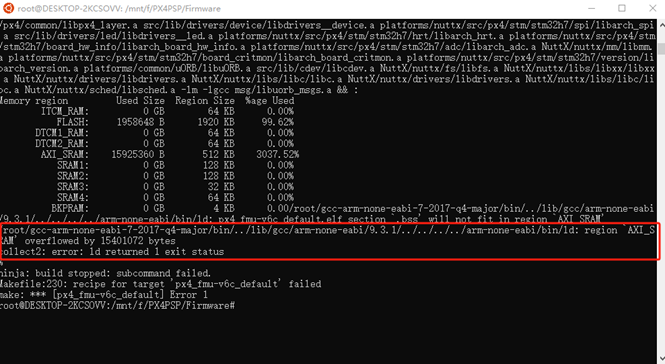 root@DESKTOP-2KCSOVV: /mnt/f/PX4PSP/Firmware
/px4/common/libpx4_layer.a src/lib/drivers/device/libdrivers__device.a platforms/nuttx/src/px4/stm/stm32h7/spi/libarch_spi
.a src/lib/drivers/led/libdrivers__led.a platforms/nuttx/src/px4/stm/stm32h7/hrt/libarch_hrt.a platforms/nuttx/src/px4/st
m/stm32h7/board_hw_info/libarch_board_hw_info.a platforms/nuttx/src/px4/stm/stm32h7/adc/libarch_adc.a NuttX/nuttx/mm/libmm.
a platforms/nuttx/src/px4/stm/stm32h7/board_critmon/libarch_board_critmon.a platforms/nuttx/src/px4/stm/stm32h7/version/li
barch_version.a platforms/common/uORB/libuORB.a src/lib/cdev/libcdev.a NuttX/nuttx/fs/libfs.a NuttX/nuttx/libs/libxx/libxx
.a NuttX/nuttx/drivers/libdrivers.a NuttX/nuttx/libs/libc/libc.a NuttX/nuttx/drivers/libdrivers.a NuttX/nuttx/libs/libc/li
bc.a NuttX/nuttx/sched/libsched.a -lm -lgcc msg/libuorb_msgs.a && :
Memory region         Used Size  Region Size  %age Used
ITCM_RAM:          0 GB        64 KB      0.00%
FLASH:     1958648 B      1920 KB     99.62%
DTCM1_RAM:          0 GB        64 KB      0.00%
DTCM2_RAM:          0 GB        64 KB      0.00%
AXI_SRAM:    15925360 B       512 KB   3037.52%
SRAM1:          0 GB       128 KB      0.00%
SRAM2:          0 GB       128 KB      0.00%
SRAM3:          0 GB        32 KB      0.00%
SRAM4:          0 GB        64 KB      0.00%
BKPRAM:          0 GB         4 KB      0.00/root/gcc-arm-none-eabi-7-2017-q4-major/bin/../lib/gcc/arm-none-eabi
/9.3.1/../../../../arm-none-eabi/bin/ld: px4_fmu-v6c_default.elf section `.bss' will not fit in region `AXI_SRAM'
/root/gcc-arm-none-eabi-7-2017-q4-major/bin/../lib/gcc/arm-none-eabi/9.3.1/../../../../arm-none-eabi/bin/ld: region `AXI_S
RAM' overflowed by 15401072 bytes
collect2: error: ld returned 1 exit status
%
ninja: build stopped: subcommand failed.
Makefile:230: recipe for target 'px4_fmu-v6c_default' failed
make: *** [px4_fmu-v6c_default] Error 1
root@DESKTOP-2KCSOVV:/mnt/f/PX4PSP/Firmware#